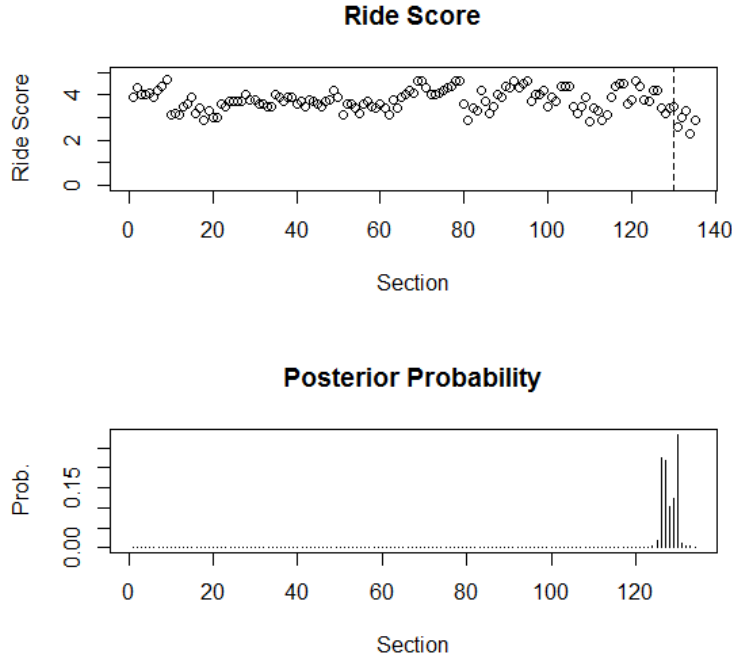 Ride Score
Ride Score
4
2
0
0 20 40 60 80 100 120 140
Section
Posterior Probability
Prob.
0.15
0.00
0 20 40 60 80 100 120
Section